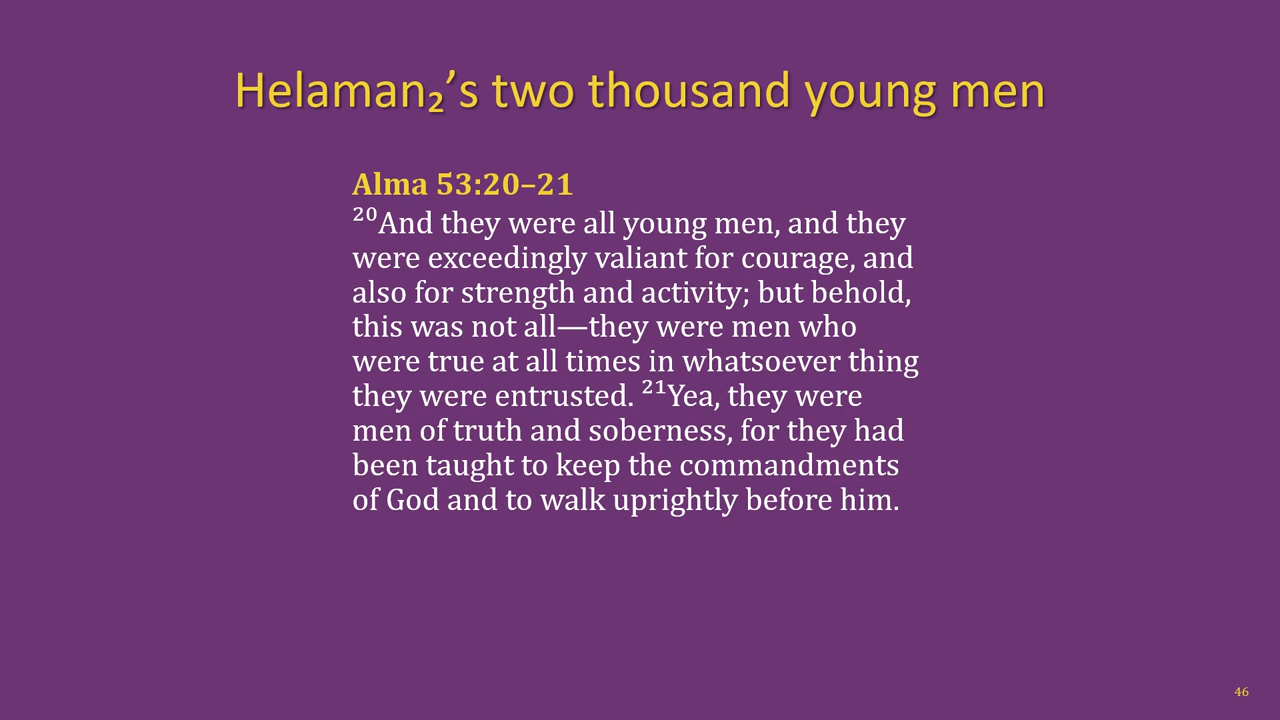 Helaman₂’s two thousand young men
Alma 53:20–21
²⁰And they were all young men, and they
were exceedingly valiant for courage, and
also for strength and activity; but behold,
this was not all—they were men who
were true at all times in whatsoever thing
they were entrusted. ²¹Yea, they were
men of truth and soberness, for they had
been taught to keep the commandments
of God and to walk uprightly before him.
46